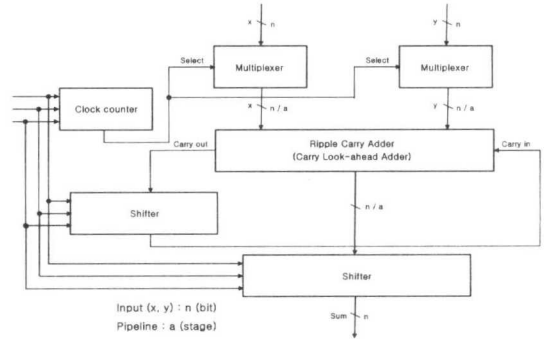 x n
y n
Select
Select
Multiplexer
Multiplexer
Clock counter
x n / a
y n / a
Carry out
Ripple Carry Adder
(Carry Look-ahead Adder)
Carry in
Shifter
n / a
Shifter
Input (x, y) : n (bit)
Pipeline : a (stage)
Sum n